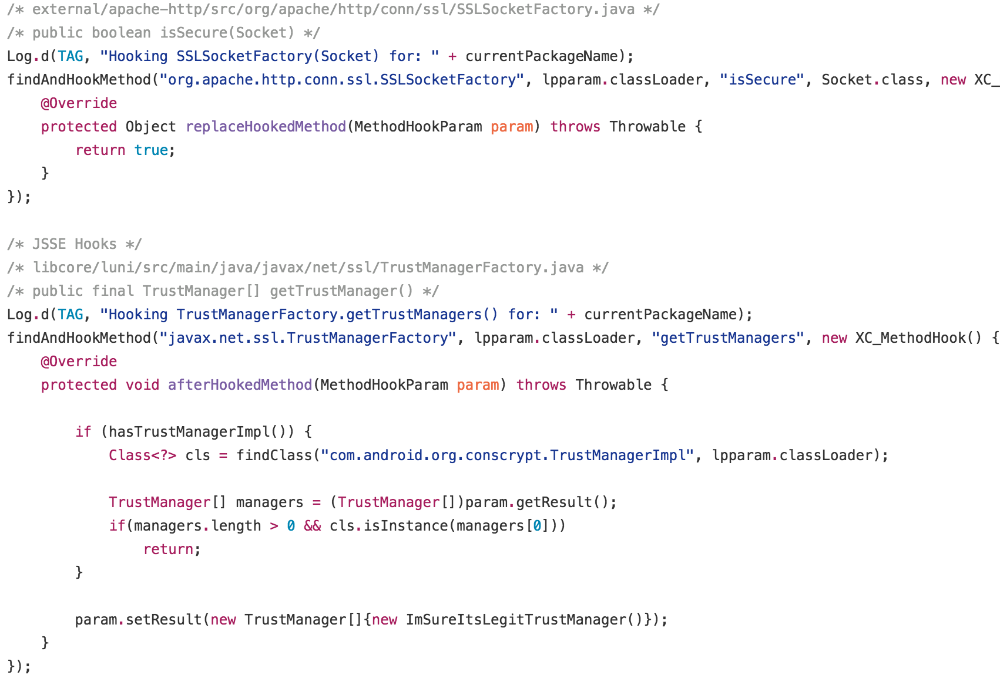 /* external/apache-http/src/org/apache/http/conn/ssl/SSLSocketFactory.java */
/* public boolean isSecure(Socket) */
Log.d(TAG, "Hooking SSLSocketFactory(Socket) for: " + currentPackageName);
findAndHookMethod("org.apache.http.conn.ssl.SSLSocketFactory", lpparam.classLoader, "isSecure", Socket.class, new XC_
    @Override
    protected Object replaceHookedMethod(MethodHookParam param) throws Throwable {
        return true;
    }
});

/* JSSE Hooks */
/* libcore/luni/src/main/java/javax/net/ssl/TrustManagerFactory.java */
/* public final TrustManager[] getTrustManager() */
Log.d(TAG, "Hooking TrustManagerFactory.getTrustManagers() for: " + currentPackageName);
findAndHookMethod("javax.net.ssl.TrustManagerFactory", lpparam.classLoader, "getTrustManagers", new XC_MethodHook() {
    @Override
    protected void afterHookedMethod(MethodHookParam param) throws Throwable {

        if (hasTrustManagerImpl()) {
            Class<?> cls = findClass("com.android.org.conscrypt.TrustManagerImpl", lpparam.classLoader);

            TrustManager[] managers = (TrustManager[])param.getResult();
            if(managers.length > 0 && cls.isInstance(managers[0]))
                return;
        }

        param.setResult(new TrustManager[]{new ImSureItsLegitTrustManager()});
    }
});